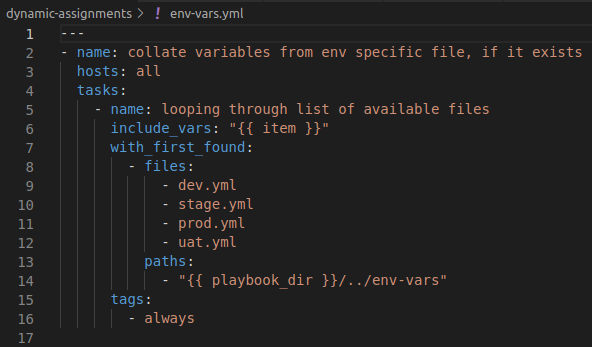 dynamic-assignments > ! env-vars.yml
1 ---
2 - name: collate variables from env specific file, if it exists
3   hosts: all
4   tasks:
5     - name: looping through list of available files
6       include_vars: "{{ item }}"
7       with_first_found:
8         - files:
9             - dev.yml
10             - stage.yml
11             - prod.yml
12             - uat.yml
13           paths:
14             - "{{ playbook_dir }}/../env-vars"
15       tags:
16         - always
17